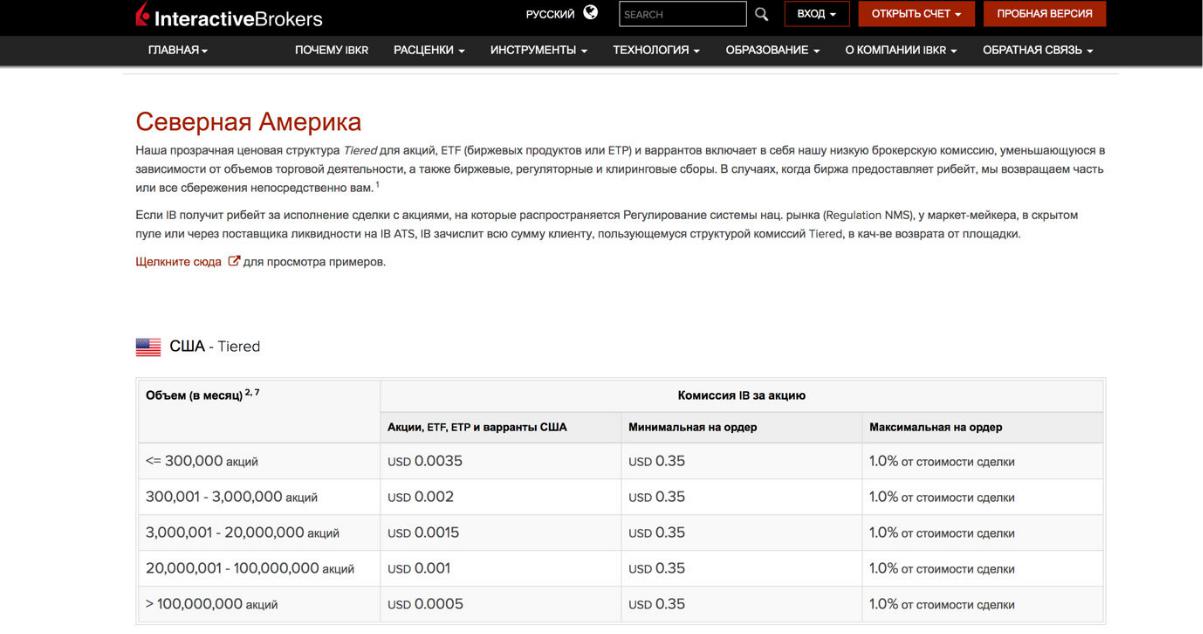 InteractiveBrokers
РУССКИЙ
SEARCH
ВХОД
ОТКРЫТЬ СЧЕТ
ПРОБНАЯ ВЕРСИЯ
ГЛАВНАЯ
ПОЧЕМУ IBKR
РАСЦЕНКИ
ИНСТРУМЕНТЫ
ТЕХНОЛОГИЯ
ОБРАЗОВАНИЕ
О КОМПАНИИ IBKR
ОБРАТНАЯ СВЯЗЬ
Северная Америка
Наша прозрачная ценовая структура Tiered для акций, ETF (биржевых продуктов или ETP) и варрантов включает в себя нашу низкую брокерскую комиссию, уменьшающуюся в
зависимости от объемов торговой деятельности, а также биржевые, регуляторные и клиринговые сборы. В случаях, когда биржа предоставляет рибейт, мы возвращаем часть
или все сбережения непосредственно вам. 1
Если IB получит рибейт за исполнение сделки с акциями, на которые распространяется Регулирование системы нац. рынка (Regulation NMS), у маркет-мейкера, в скрытом
пуле или через поставщика ликвидности на IB ATS, IB зачислит всю сумму клиенту, пользующемуся структурой комиссий Tiered, в кач-ве возврата от площадки.
Щелкните сюда для просмотра примеров.
США - Tiered
Объем (в месяц) 2, 7
Комиссия IB за акцию
Акции, ETF, ETP и варранты США
Минимальная на ордер
Максимальная на ордер
<= 300,000 акций USD 0.0035 USD 0.35 1.0% от стоимости сделки
300,001 - 3,000,000 акций USD 0.002 USD 0.35 1.0% от стоимости сделки
3,000,001 - 20,000,000 акций USD 0.0015 USD 0.35 1.0% от стоимости сделки
20,000,001 - 100,000,000 акций USD 0.001 USD 0.35 1.0% от стоимости сделки
> 100,000,000 акций USD 0.0005 USD 0.35 1.0% от стоимости сделки